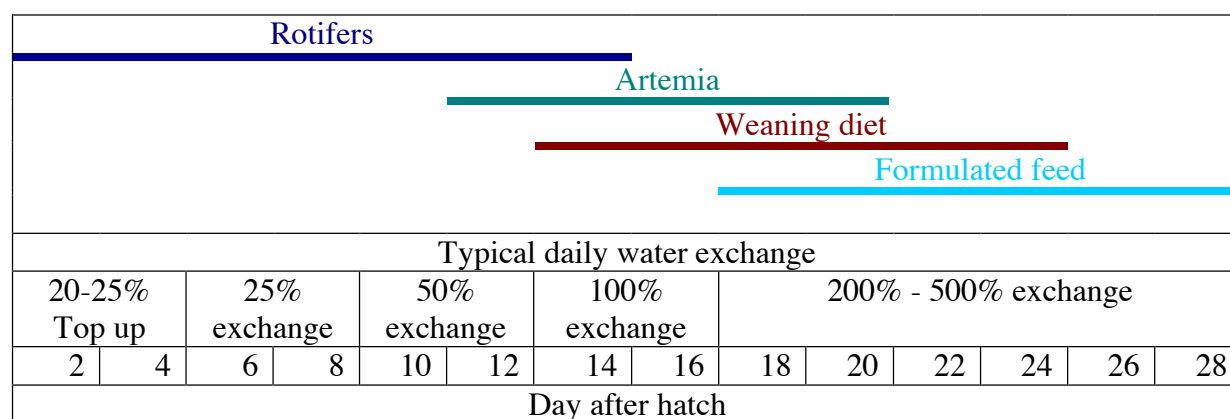 Rotifers
Artemia
Weaning diet
Formulated feed
Typical daily water exchange
20-25% 25% 50% 100% 200% - 500% exchange
Top up exchange exchange exchange
2 4 6 8 10 12 14 16 18 20 22 24 26 28
Day after hatch